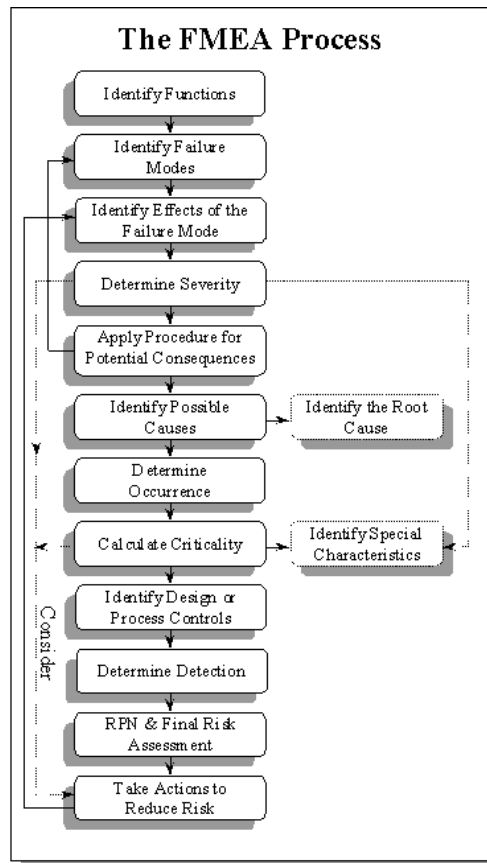 The FMEA Process
Identify Functions
Identify Failure
Modes
Identify Effects of the
Failure Mode
Determine Severity
Apply Procedure for
Potential Consequences
Identify Possible
Causes
Identify the Root
Cause
Determine
Occurrence
Calculate Criticality
Identify Special
Characteristics
Identify Design or
Process Controls
Consider
Determine Detection
RPN & Final Risk
Assessment
Take Actions to
Reduce Risk